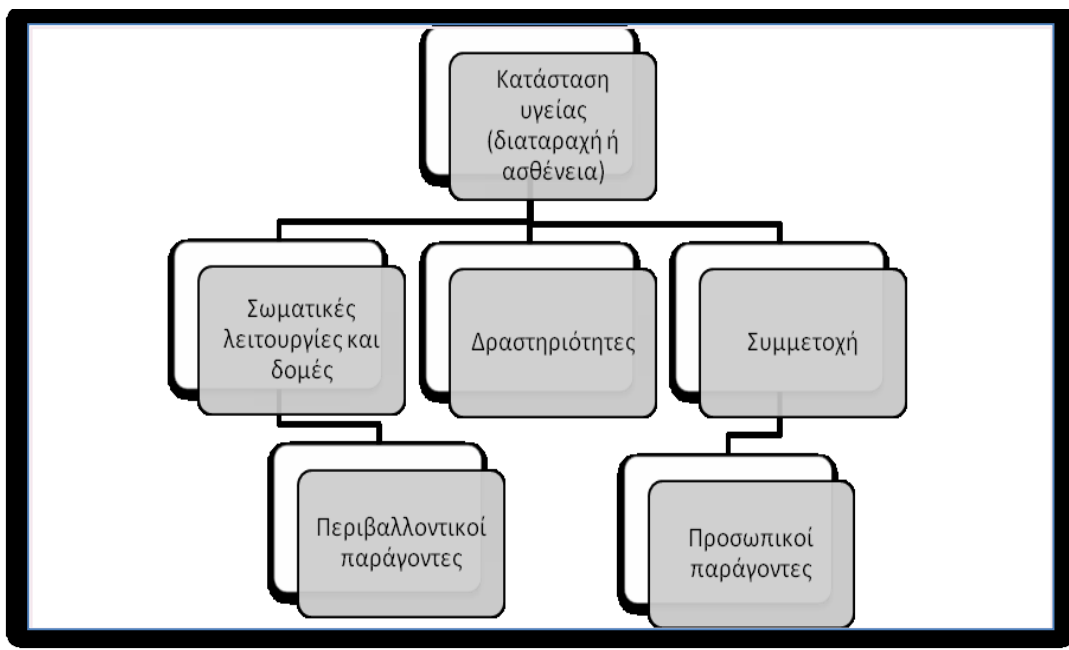 Κατάσταση
υγείας
(διαταραχή ή
ασθένεια)
Σωματικές
λειτουργίες και
δομές
Δραστηριότητες
Συμμετοχή
Περιβαλλοντικοί
παράγοντες
Προσωπικοί
παράγοντες